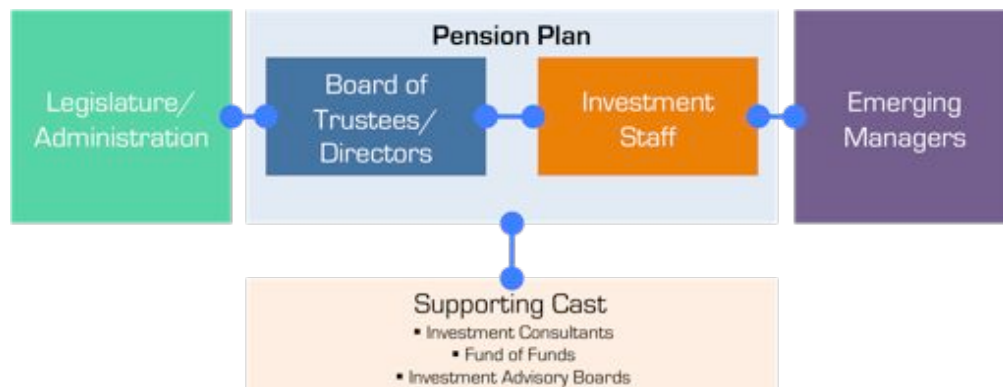 Pension Plan
Legislature/
Administration
Board of
Trustees/
Directors
Investment
Staff
Emerging
Managers
Supporting Cast
▪ Investment Consultants
▪ Fund of Funds
▪ Investment Advisory Boards